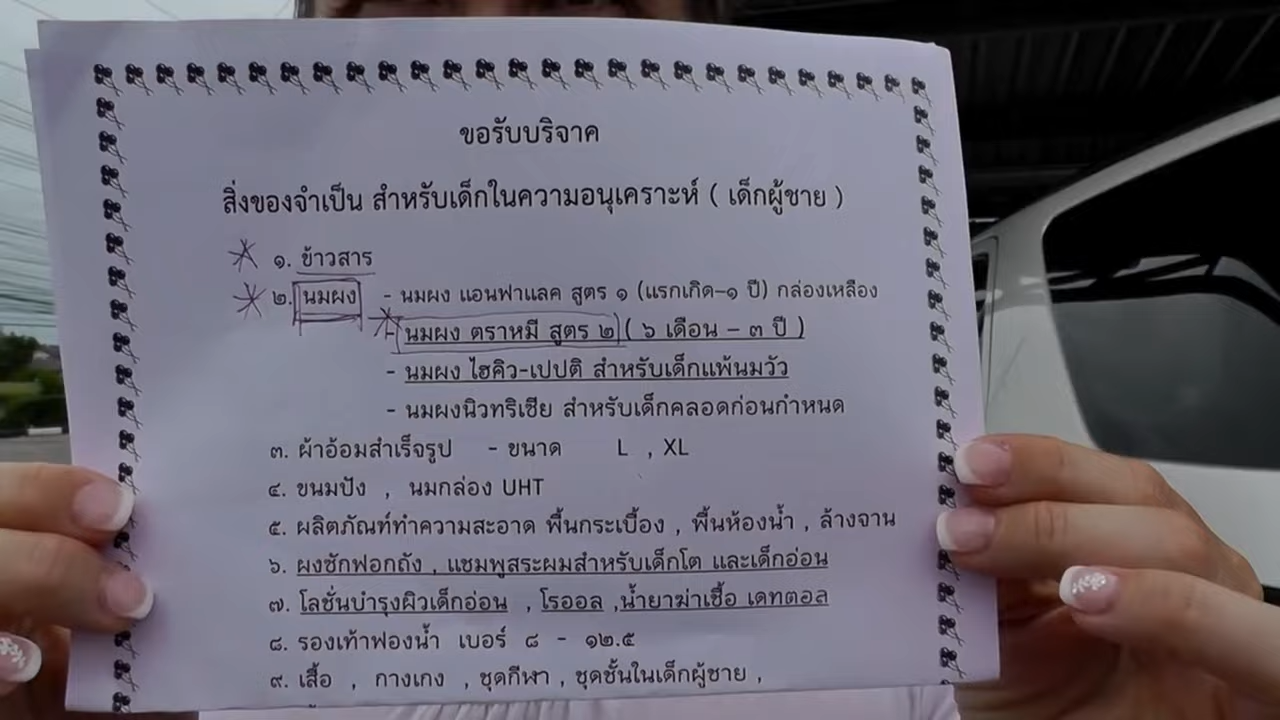 ขอรับบริจาค
สิ่งของจำเป็น สำหรับเด็กในความอนุเคราะห์ ( เด็กผู้ชาย )
๑. ข้าวสาร
๒. นมผง - นมผง แอนฟาแลค สูตร ๑ (แรกเกิด-๑ ปี) กล่องเหลือง
- นมผง ตราหมี สูตร ๒ ( ๖ เดือน – ๓ ปี )
- นมผง ไฮคิว-เปปติ สำหรับเด็กแพ้นมวัว
- นมผงนิวทริเซีย สำหรับเด็กคลอดก่อนกำหนด
๓. ผ้าอ้อมสำเร็จรูป - ขนาด L , XL
๔. ขนมปัง , นมกล่อง UHT
๕. ผลิตภัณฑ์ทำความสะอาด พื้นกระเบื้อง , พื้นห้องน้ำ , ล้างจาน
๖. ผงซักฟอกถัง , แชมพูสระผมสำหรับเด็กโต และเด็กอ่อน
๗. โลชั่นบำรุงผิวเด็กอ่อน , โรออล ,น้ำยาฆ่าเชื้อ เดทตอล
๘. รองเท้าฟองน้ำ เบอร์ ๘ - ๑๒.๕
๙. เสื้อ , กางเกง , ชุดกีฬา , ชุดชั้นในเด็กผู้ชาย ,